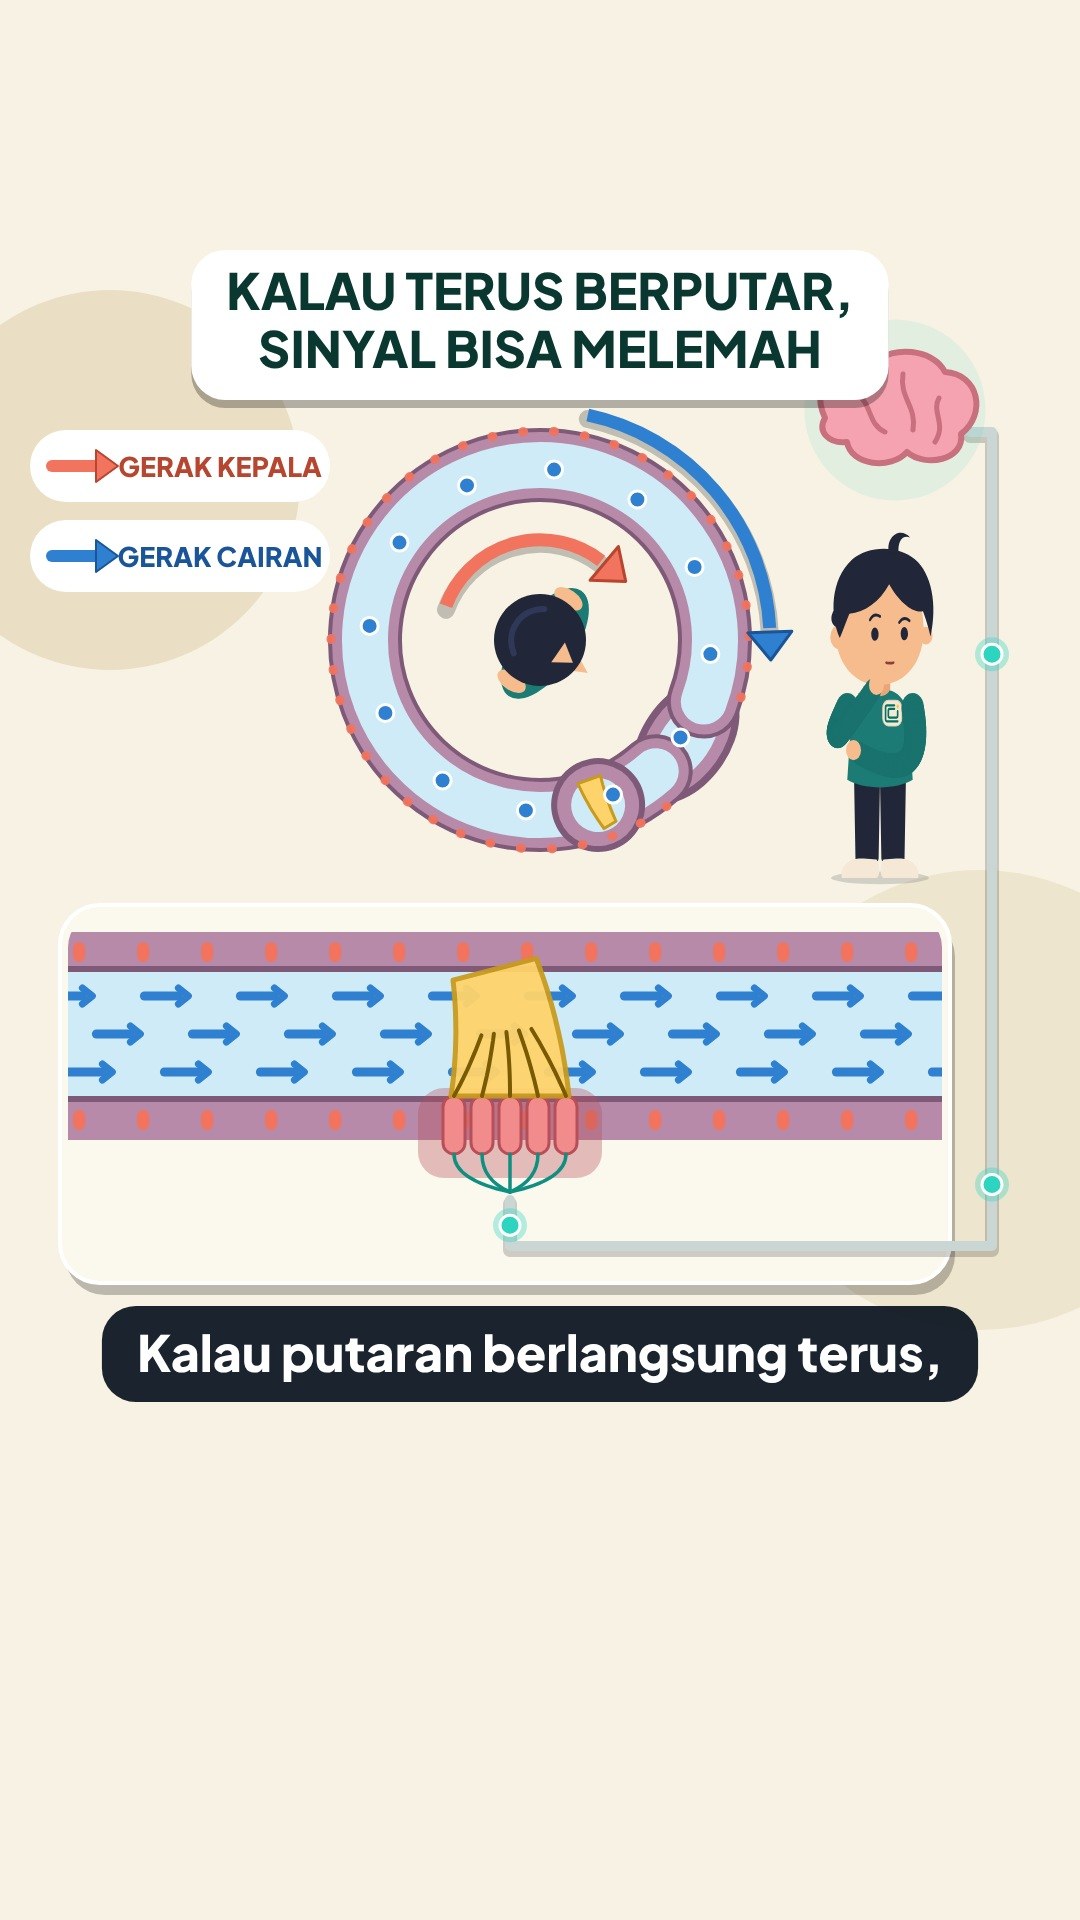 KALAU TERUS BERPUTAR,
SINYAL BISA MELEMAH
GERAK KEPALA
GERAK CAIRAN
Kalau putaran berlangsung terus,